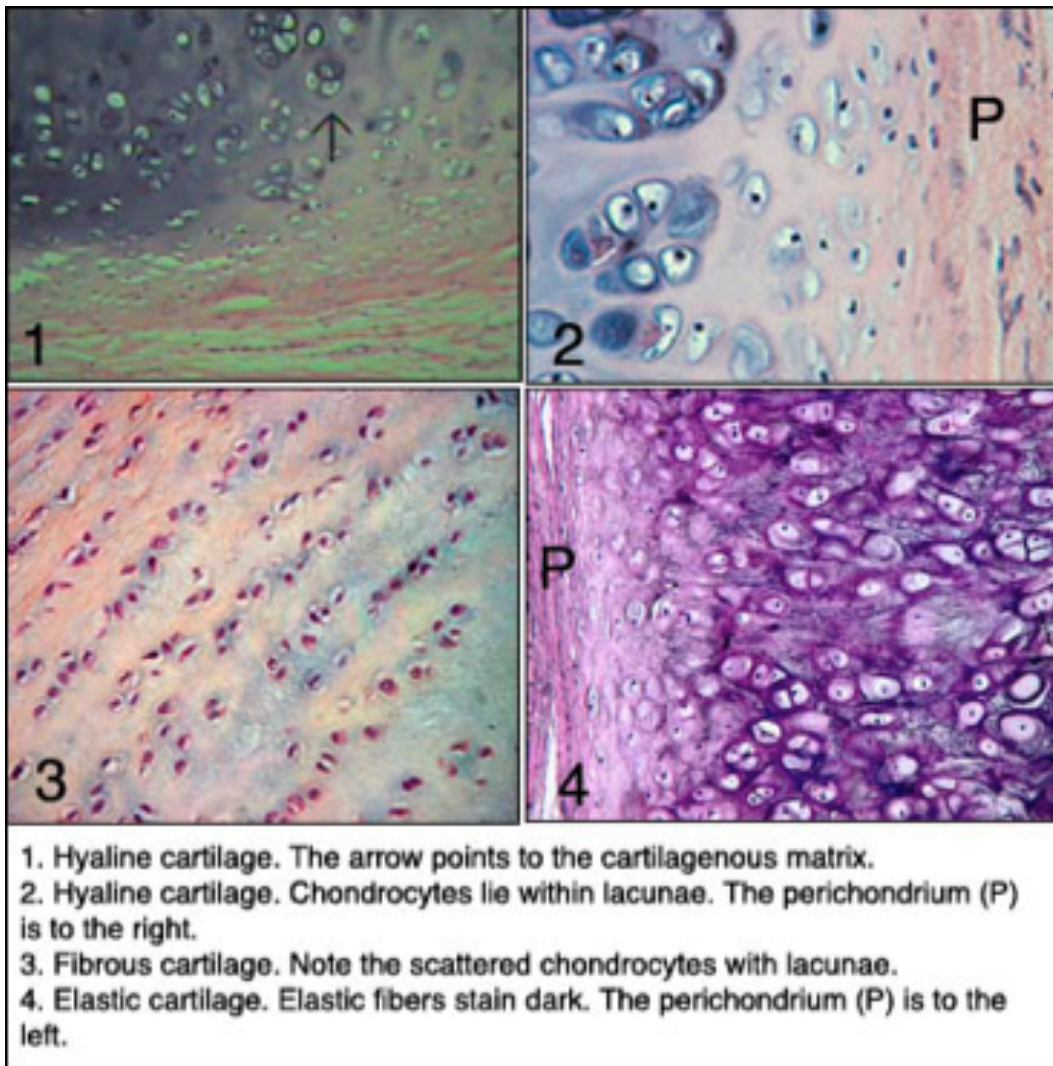 1
2
P
3
P
4
1. Hyaline cartilage. The arrow points to the cartilagenous matrix.
2. Hyaline cartilage. Chondrocytes lie within lacunae. The perichondrium (P)
is to the right.
3. Fibrous cartilage. Note the scattered chondrocytes with lacunae.
4. Elastic cartilage. Elastic fibers stain dark. The perichondrium (P) is to the
left.